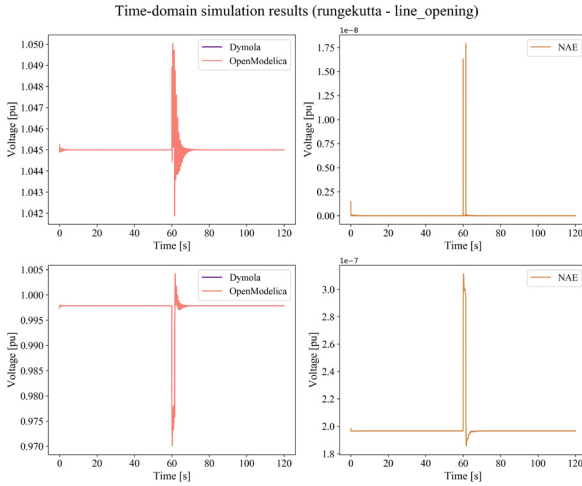 Time-domain simulation results (rungekutta - line_opening)
Voltage [pu]
1.050
1.049
1.048
1.047
1.046
1.045
1.044
1.043
1.042
Dymola
OpenModelica
0 20 40 60 80 100 120
Time [s]
1e−8
Voltage [pu]
1.75
1.50
1.25
1.00
0.75
0.50
0.25
0.00
NAE
0 20 40 60 80 100 120
Time [s]
Voltage [pu]
1.005
1.000
0.995
0.990
0.985
0.980
0.975
0.970
Dymola
OpenModelica
0 20 40 60 80 100 120
Time [s]
1e−7
Voltage [pu]
3.0
2.8
2.6
2.4
2.2
2.0
NAE
0 20 40 60 80 100 120
Time [s]